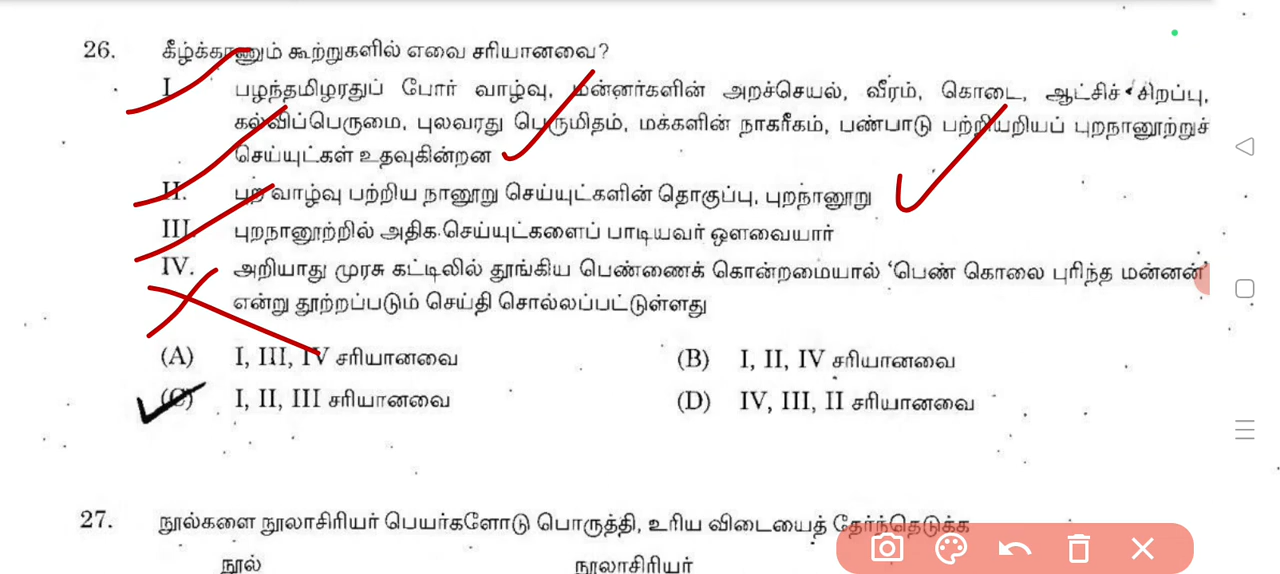 26. கீழ்க்காணும் கூற்றுகளில் எவை சரியானவை?
I. பழந்தமிழரதுப் போர் வாழ்வு, மன்னர்களின் அறச்செயல், வீரம், கொடை, ஆட்சிச் சிறப்பு,
கல்விப்பெருமை, புலவரது பெருமிதம், மக்களின் நாகரீகம், பண்பாடு பற்றியறியப் புறநானூற்றுச்
செய்யுட்கள் உதவுகின்றன
II. புற வாழ்வு பற்றிய நானூறு செய்யுட்களின் தொகுப்பு, புறநானூறு
III. புறநானூற்றில் அதிக செய்யுட்களைப் பாடியவர் ஔவையார்
IV. அறியாது முரசு கட்டிலில் தூங்கிய பெண்ணைக் கொன்றமையால் ‘பெண் கொலை புரிந்த மன்னன்’
என்று தூற்றப்படும் செய்தி சொல்லப்பட்டுள்ளது
(A) I, III, IV சரியானவை (B) I, II, IV சரியானவை
(C) I, II, III சரியானவை (D) IV, III, II சரியானவை
27. நூல்களை நூலாசிரியர் பெயர்களோடு பொருத்தி, உரிய விடையைத் தேர்ந்தெடுக்க
நூல் நூலாசிரியர்